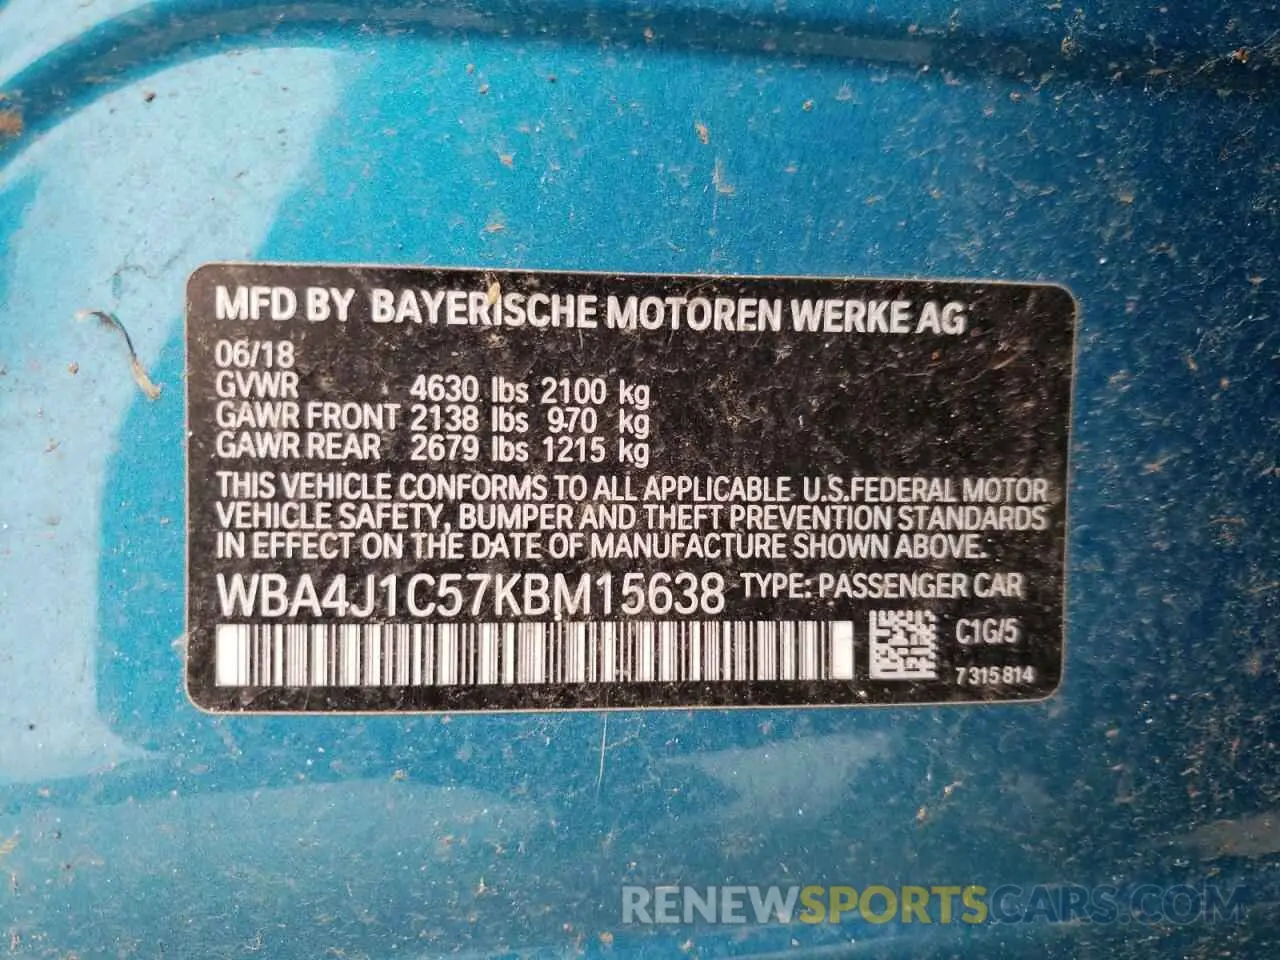 MFD BY BAYERISCHE MOTOREN WERKE AG
06/18
GVWR 4630 lbs 2100 kg
GAWR FRONT 2138 lbs 970 kg
GAWR REAR 2679 lbs 1215 kg
THIS VEHICLE CONFORMS TO ALL APPLICABLE U.S.FEDERAL MOTOR
VEHICLE SAFETY, BUMPER AND THEFT PREVENTION STANDARDS
IN EFFECT ON THE DATE OF MANUFACTURE SHOWN ABOVE.
WBA4J1C57KBM15638 TYPE: PASSENGER CAR
C1G/5
7 315 814
RENEWSPORTSCARS.COM